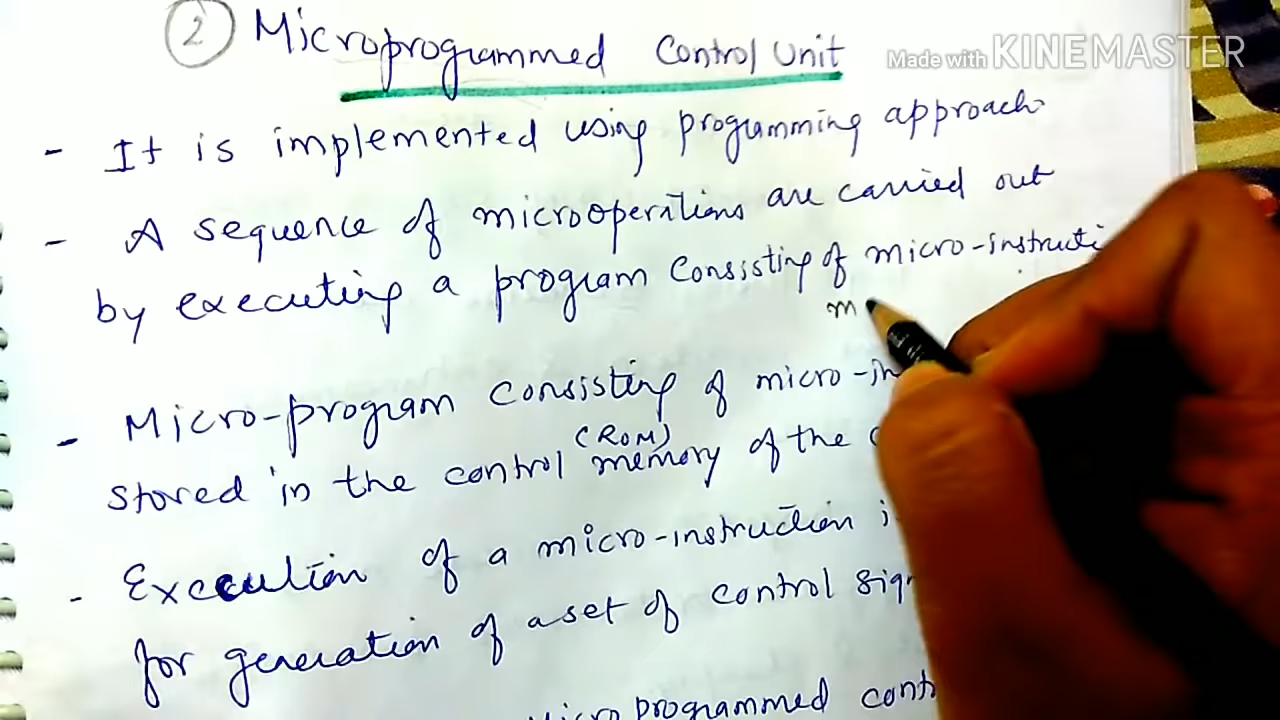 ② Microprogrammed Control Unit
Made with KINEMASTER
- It is implemented using programming approach
- A sequence of microoperations are carried out
by executing a program consisting of micro-instructi
m
- Micro-program consisting of micro-in
(ROM)
stored in the control memory of the
- Execution of a micro-instruction i
for generation of a set of control sign
Microprogrammed cont